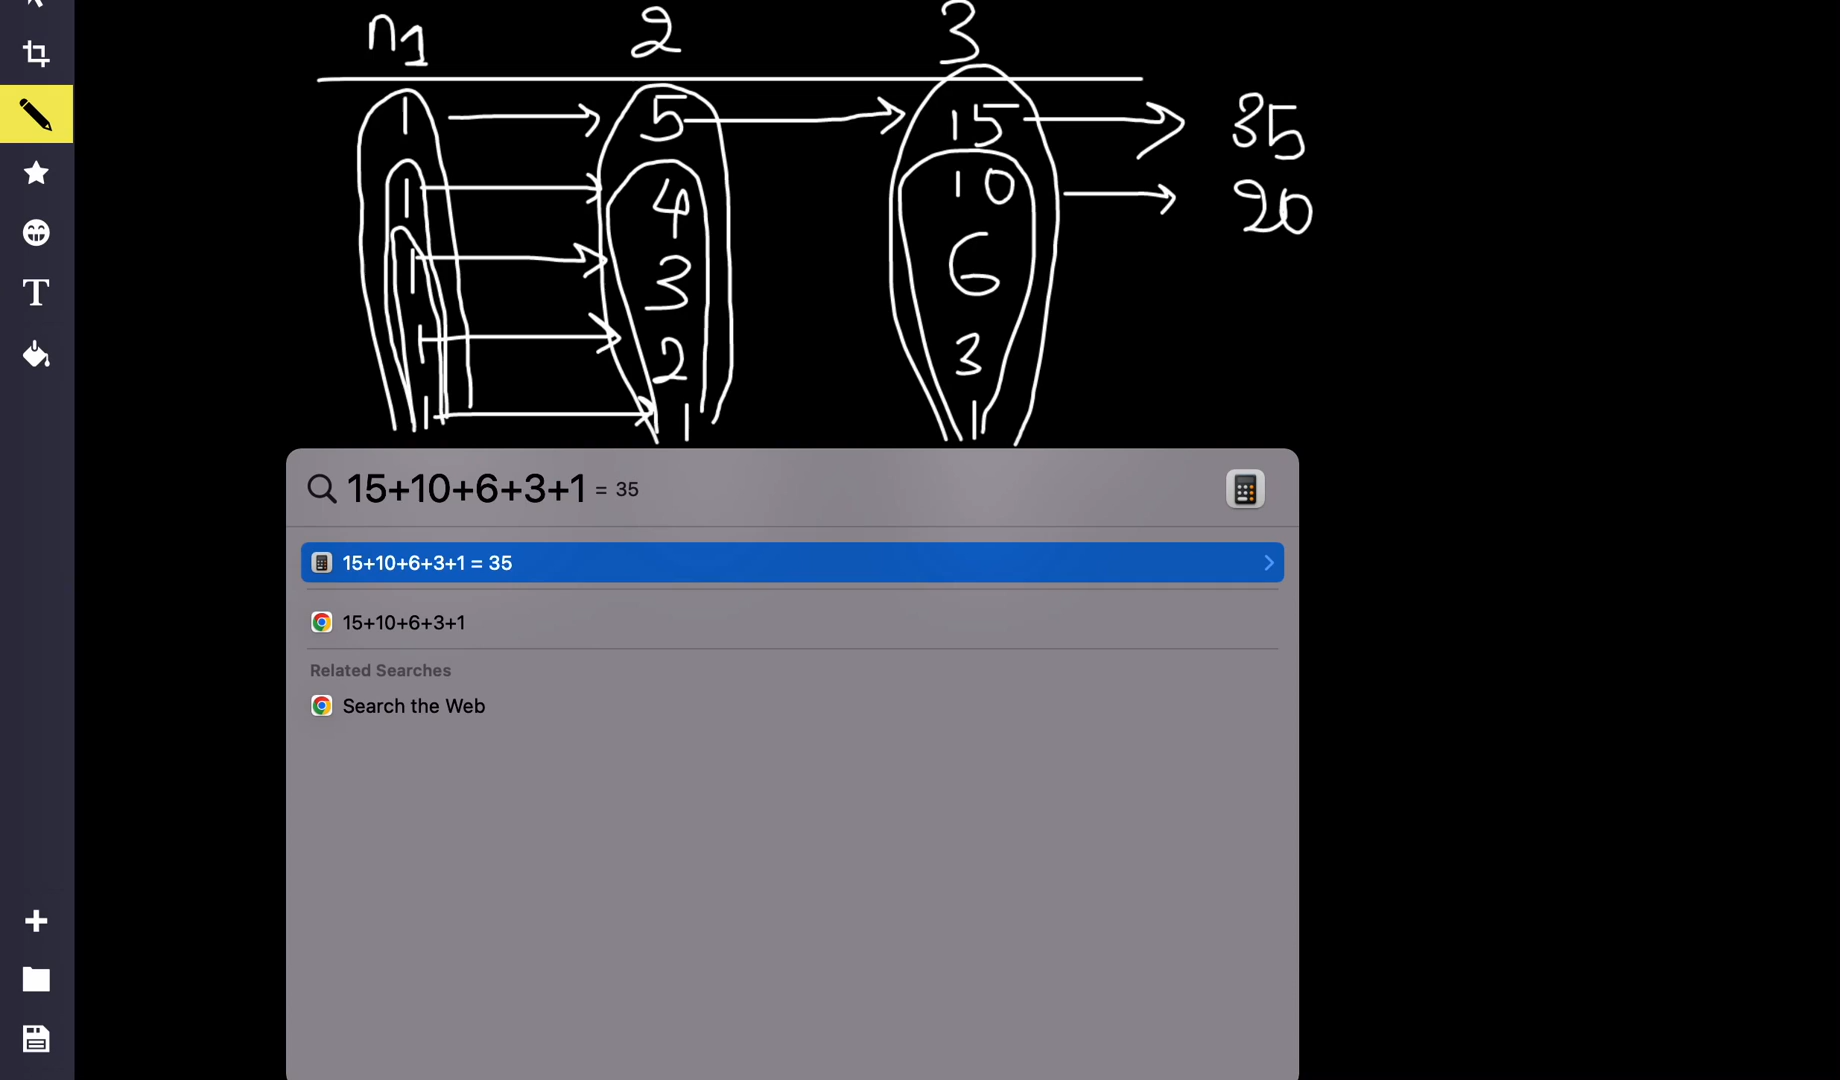 n1 2 3
1 5 15 35
1 4 10 20
1 3 6
1 2 3
1 1 1
15+10+6+3+1 = 35
15+10+6+3+1 = 35
15+10+6+3+1
Related Searches
Search the Web
T